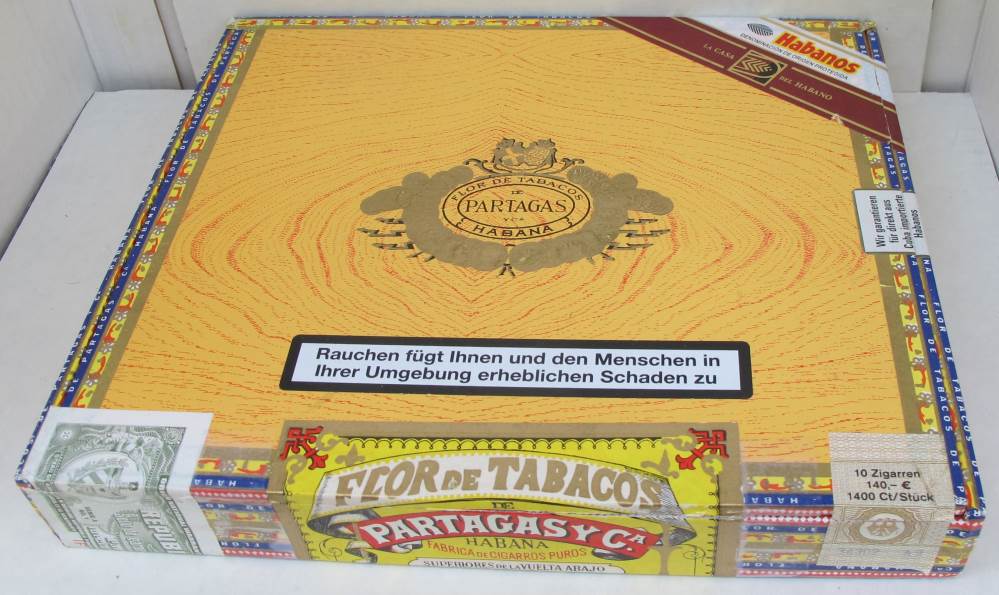 Habanos
DENOMINACIÓN DE ORIGEN PROTEGIDA
LA CASA DEL HABANO
FLOR DE TABACOS
DE
PARTAGAS
Y Cª
HABANA
Wir garantieren
für direkt aus
Cuba importierte
Habanos
Rauchen fügt Ihnen und den Menschen in
Ihrer Umgebung erheblichen Schaden zu
FLOR DE TABACOS
DE
PARTAGAS Y Cª
HABANA
FABRICA DE CIGARROS PUROS
SUPERIORES DE LA VUELTA ABAJO
10 Zigarren
140,– €
1400 Ct/Stück